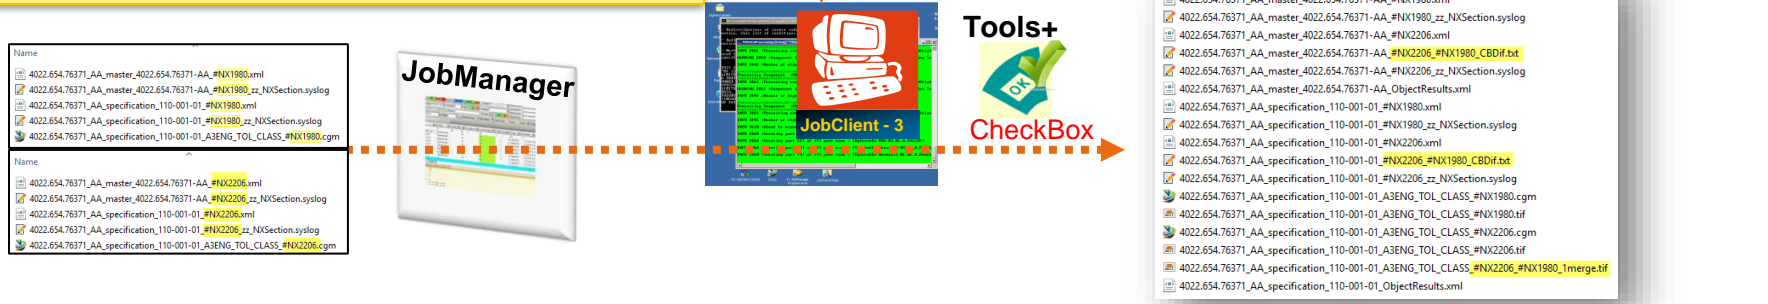 Name
4022.654.76371_AA_master_4022.654.76371-AA_#NX1980.xml
4022.654.76371_AA_master_4022.654.76371-AA_#NX1980_zz_NXSection.syslog
4022.654.76371_AA_specification_110-001-01_#NX1980.xml
4022.654.76371_AA_specification_110-001-01_#NX1980_zz_NXSection.syslog
4022.654.76371_AA_specification_110-001-01_A3ENG_TOL_CLASS_#NX1980.cgm
Name
4022.654.76371_AA_master_4022.654.76371-AA_#NX2206.xml
4022.654.76371_AA_master_4022.654.76371-AA_#NX2206_zz_NXSection.syslog
4022.654.76371_AA_specification_110-001-01_#NX2206.xml
4022.654.76371_AA_specification_110-001-01_#NX2206_zz_NXSection.syslog
4022.654.76371_AA_specification_110-001-01_A3ENG_TOL_CLASS_#NX2206.cgm
JobManager
JobClient - 3
Tools+
OK
CheckBox
4022.654.76371_AA_master_4022.654.76371-AA_#NX1980.xml
4022.654.76371_AA_master_4022.654.76371-AA_#NX1980_zz_NXSection.syslog
4022.654.76371_AA_master_4022.654.76371-AA_#NX2206.xml
4022.654.76371_AA_master_4022.654.76371-AA_#NX2206_#NX1980_CBDif.txt
4022.654.76371_AA_master_4022.654.76371-AA_#NX2206_zz_NXSection.syslog
4022.654.76371_AA_master_4022.654.76371-AA_ObjectResults.xml
4022.654.76371_AA_specification_110-001-01_#NX1980.xml
4022.654.76371_AA_specification_110-001-01_#NX1980_zz_NXSection.syslog
4022.654.76371_AA_specification_110-001-01_#NX2206.xml
4022.654.76371_AA_specification_110-001-01_#NX2206_#NX1980_CBDif.txt
4022.654.76371_AA_specification_110-001-01_#NX2206_zz_NXSection.syslog
4022.654.76371_AA_specification_110-001-01_A3ENG_TOL_CLASS_#NX1980.cgm
4022.654.76371_AA_specification_110-001-01_A3ENG_TOL_CLASS_#NX1980.tif
4022.654.76371_AA_specification_110-001-01_A3ENG_TOL_CLASS_#NX2206.cgm
4022.654.76371_AA_specification_110-001-01_A3ENG_TOL_CLASS_#NX2206.tif
4022.654.76371_AA_specification_110-001-01_A3ENG_TOL_CLASS_#NX2206_#NX1980_1merge.tif
4022.654.76371_AA_specification_110-001-01_ObjectResults.xml